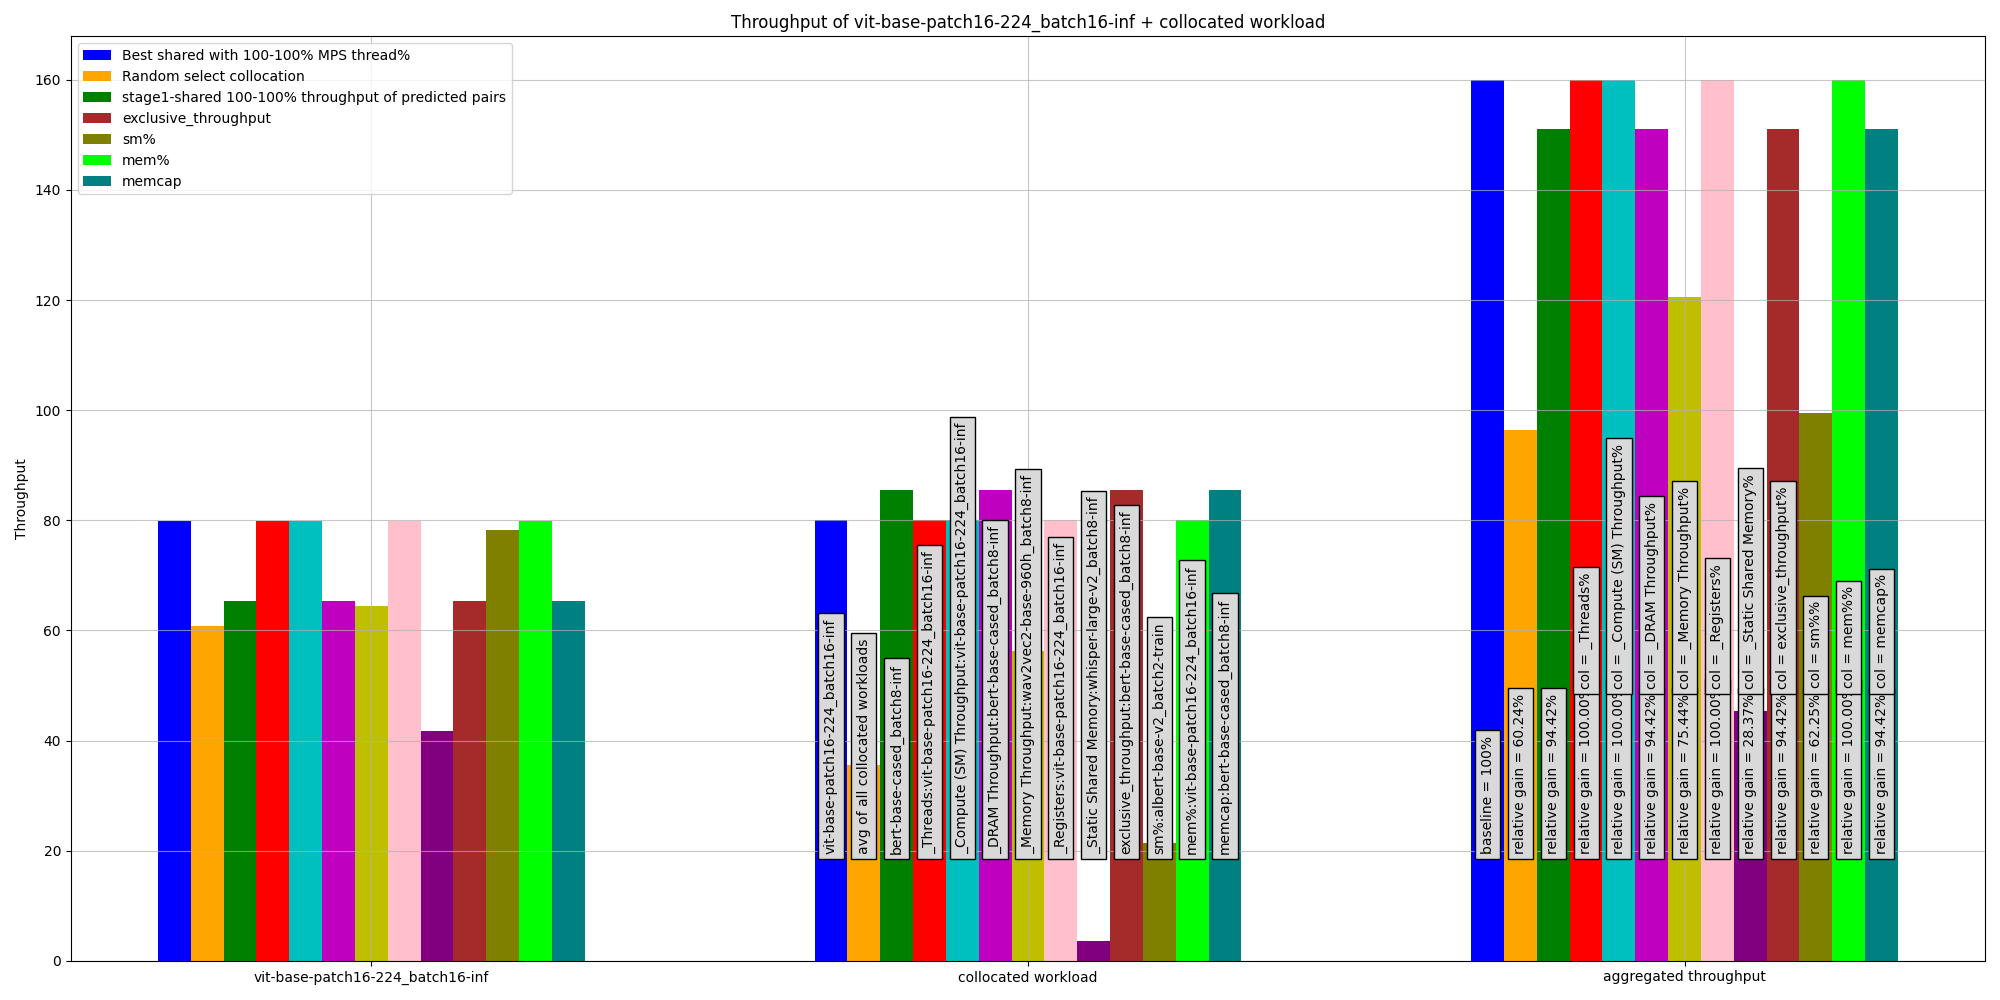 Throughput of vit-base-patch16-224_batch16-inf + collocated workload
Best shared with 100-100% MPS thread%
Random select collocation
stage1-shared 100-100% throughput of predicted pairs
exclusive_throughput
sm%
mem%
memcap
Throughput
160
140
120
100
80
60
40
20
0
vit-base-patch16-224_batch16-inf
avg of all collocated workloads
bert-base-cased_batch8-inf
_Threads:vit-base-patch16-224_batch16-inf
_Compute (SM) Throughput:vit-base-patch16-224_batch16-inf
_DRAM Throughput:bert-base-cased_batch8-inf
_Memory Throughput:wav2vec2-base-960h_batch8-inf
_Registers:vit-base-patch16-224_batch16-inf
_Static Shared Memory:whisper-large-v2_batch8-inf
exclusive_throughput:bert-base-cased_batch8-inf
sm%:albert-base-v2_batch2-train
mem%:vit-base-patch16-224_batch16-inf
memcap:bert-base-cased_batch8-inf
baseline = 100%
relative gain = 60.24%
relative gain = 94.42%
relative gain = 100.00%
col = _Threads%
relative gain = 100.00%
col = _Compute (SM) Throughput%
relative gain = 94.42%
col = _DRAM Throughput%
relative gain = 75.44%
col = _Memory Throughput%
relative gain = 100.00%
col = _Registers%
relative gain = 28.37%
col = _Static Shared Memory%
relative gain = 94.42%
col = exclusive_throughput%
relative gain = 62.25%
col = sm%%
relative gain = 100.00%
col = mem%%
relative gain = 94.42%
col = memcap%
vit-base-patch16-224_batch16-inf
collocated workload
aggregated throughput